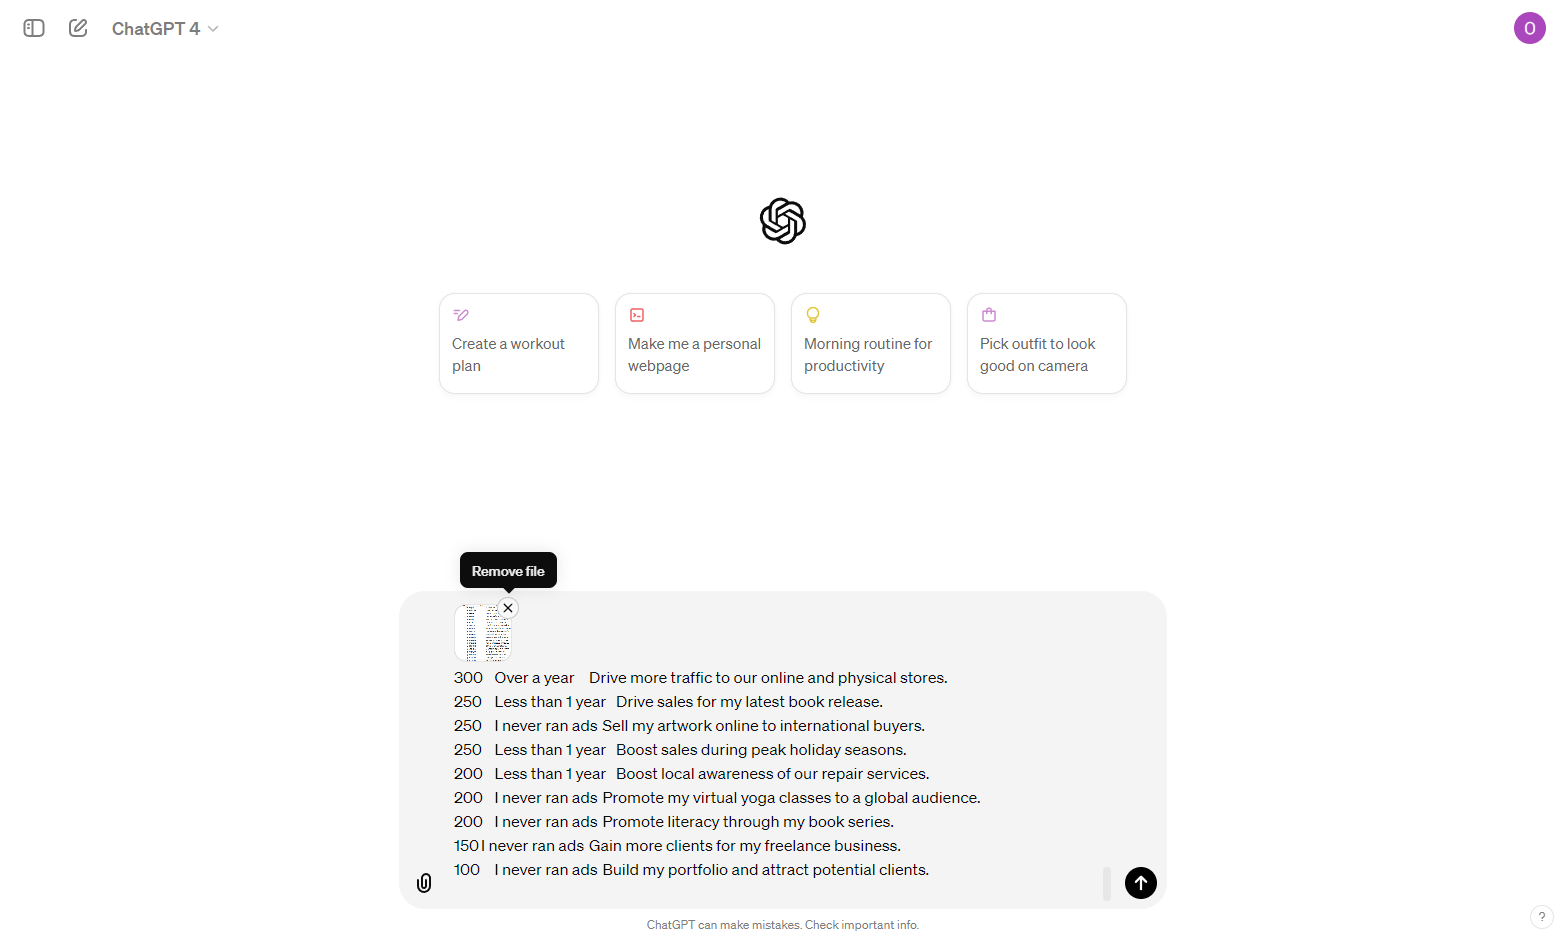 ChatGPT 4
O
Create a workout
plan
Make me a personal
webpage
Morning routine for
productivity
Pick outfit to look
good on camera
Remove file
300 Over a year Drive more traffic to our online and physical stores.
250 Less than 1 year Drive sales for my latest book release.
250 I never ran ads Sell my artwork online to international buyers.
250 Less than 1 year Boost sales during peak holiday seasons.
200 Less than 1 year Boost local awareness of our repair services.
200 I never ran ads Promote my virtual yoga classes to a global audience.
200 I never ran ads Promote literacy through my book series.
150 I never ran ads Gain more clients for my freelance business.
100 I never ran ads Build my portfolio and attract potential clients.
ChatGPT can make mistakes. Check important info.
?